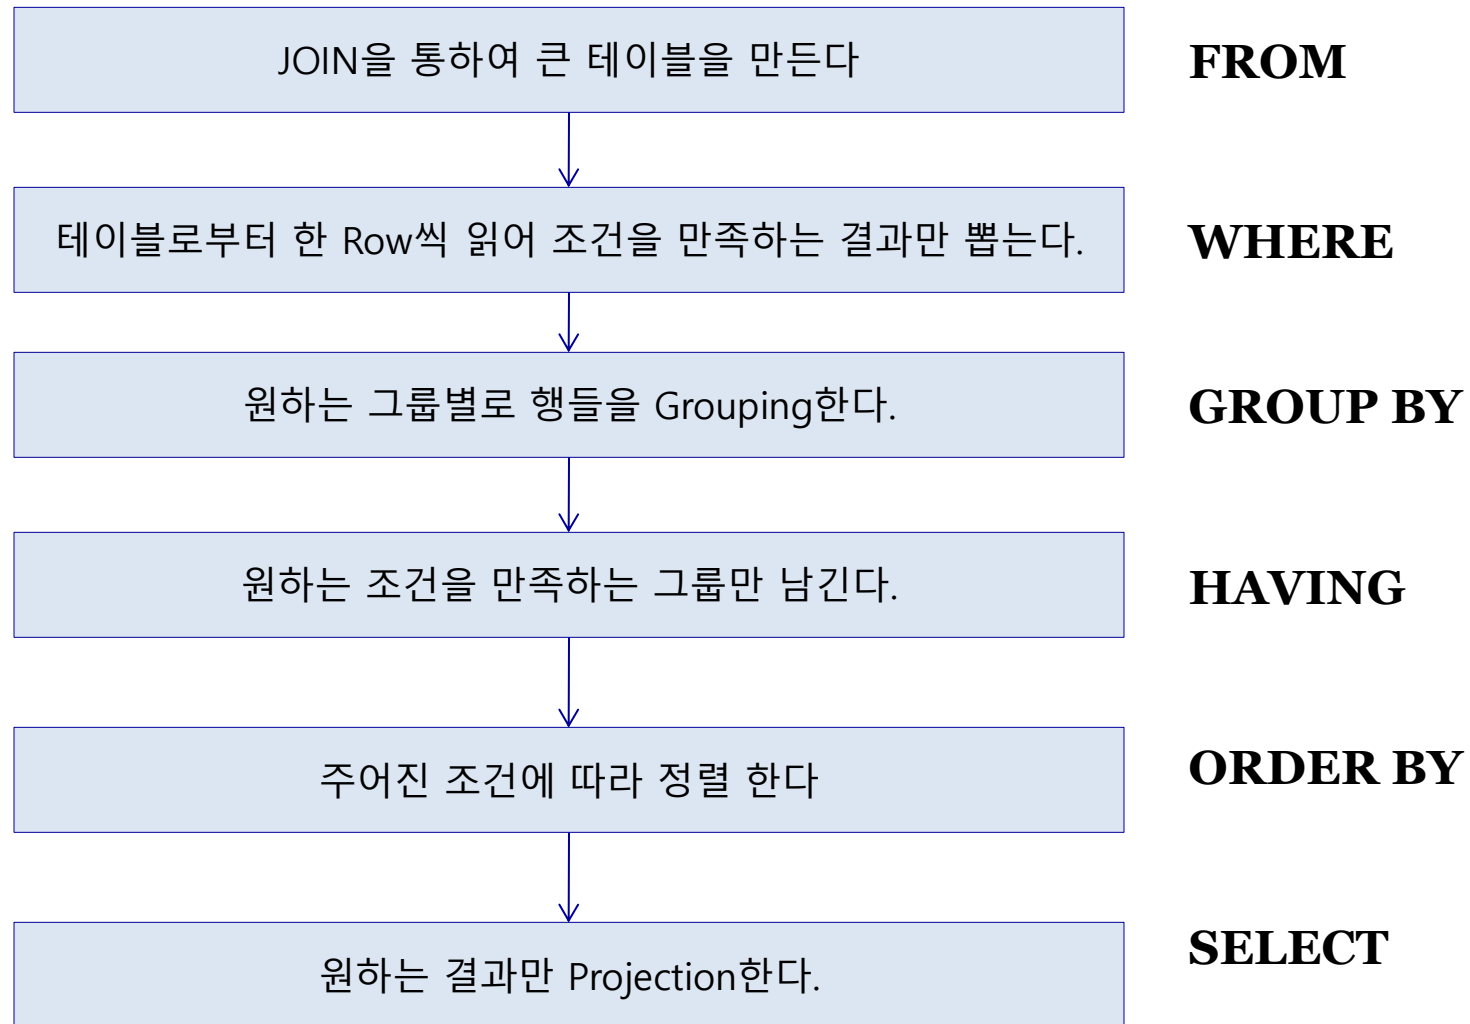 JOIN을 통하여 큰 테이블을 만든다
FROM
테이블로부터 한 Row씩 읽어 조건을 만족하는 결과만 뽑는다.
WHERE
원하는 그룹별로 행들을 Grouping한다.
GROUP BY
원하는 조건을 만족하는 그룹만 남긴다.
HAVING
주어진 조건에 따라 정렬 한다
ORDER BY
원하는 결과만 Projection한다.
SELECT